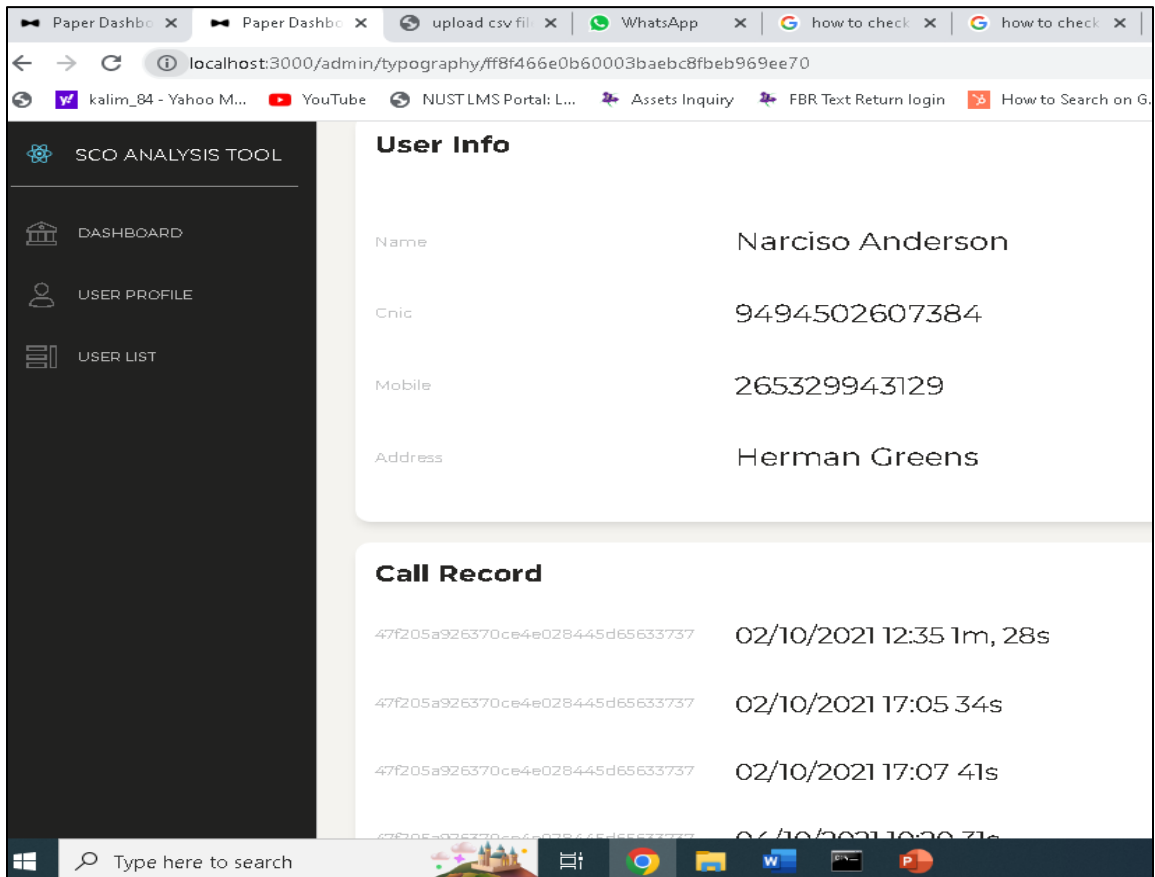 Paper Dashbo
Paper Dashbo
upload csv fil
WhatsApp
how to check
how to check
localhost:3000/admin/typography/ff8f466e0b60003baebc8fbeb969ee70
kalim_84 - Yahoo M...
YouTube
NUST LMS Portal: L...
Assets Inquiry
FBR Text Return login
How to Search on G.
SCO ANALYSIS TOOL
DASHBOARD
USER PROFILE
USER LIST
User Info
Name Narciso Anderson
Cnic 9494502607384
Mobile 265329943129
Address Herman Greens
Call Record
47f205a926370ce4e028445d65633737 02/10/2021 12:35 1m, 28s
47f205a926370ce4e028445d65633737 02/10/2021 17:05 34s
47f205a926370ce4e028445d65633737 02/10/2021 17:07 41s
Type here to search